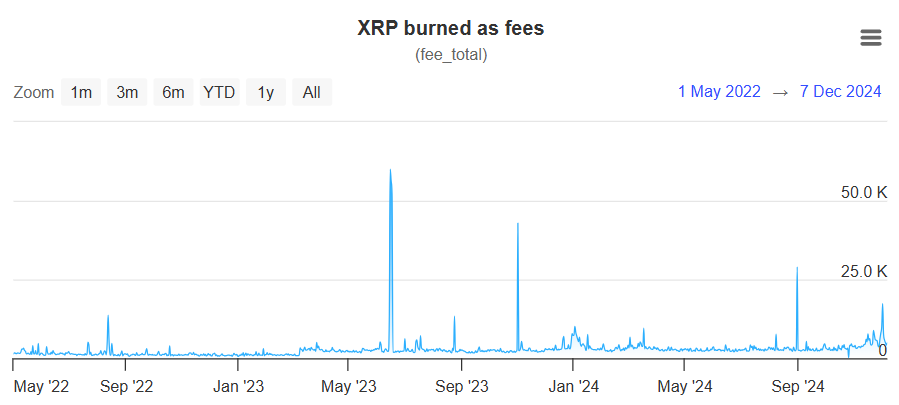 XRP burned as fees
(fee_total)
Zoom 1m 3m 6m YTD 1y All 1 May 2022 → 7 Dec 2024
50.0 K
25.0 K
0
May '22 Sep '22 Jan '23 May '23 Sep '23 Jan '24 May '24 Sep '24